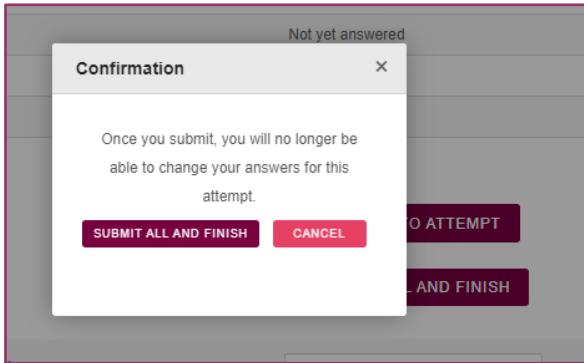 Not yet answered
Confirmation ×
Once you submit, you will no longer be
able to change your answers for this
attempt.
SUBMIT ALL AND FINISH CANCEL
TO ATTEMPT
AND FINISH